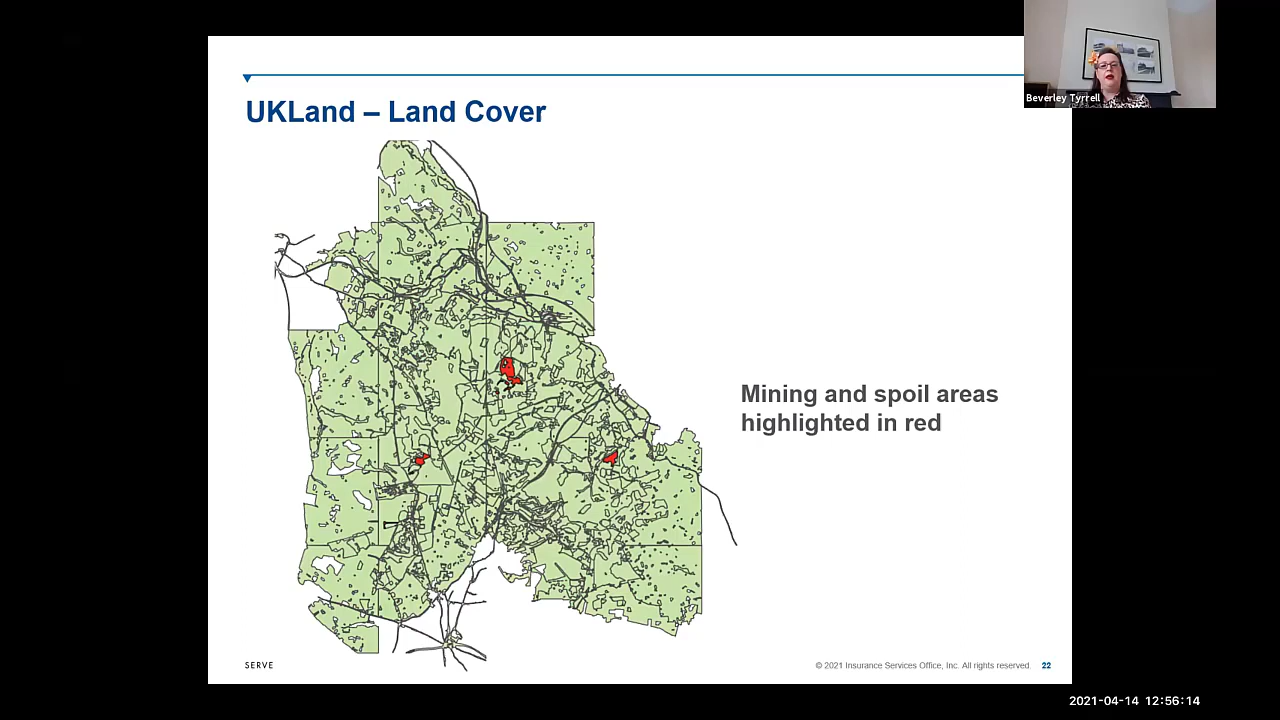 Beverley Tyrrell
UKLand – Land Cover
Mining and spoil areas
highlighted in red
SERVE
© 2021 Insurance Services Office, Inc. All rights reserved.
22
2021-04-14 12:56:14